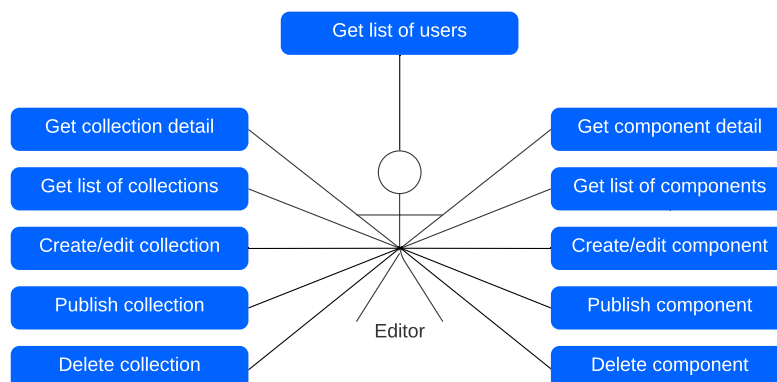 Get list of users
Get collection detail
Get component detail
Get list of collections
Get list of components
Create/edit collection
Create/edit component
Publish collection
Publish component
Editor
Delete collection
Delete component